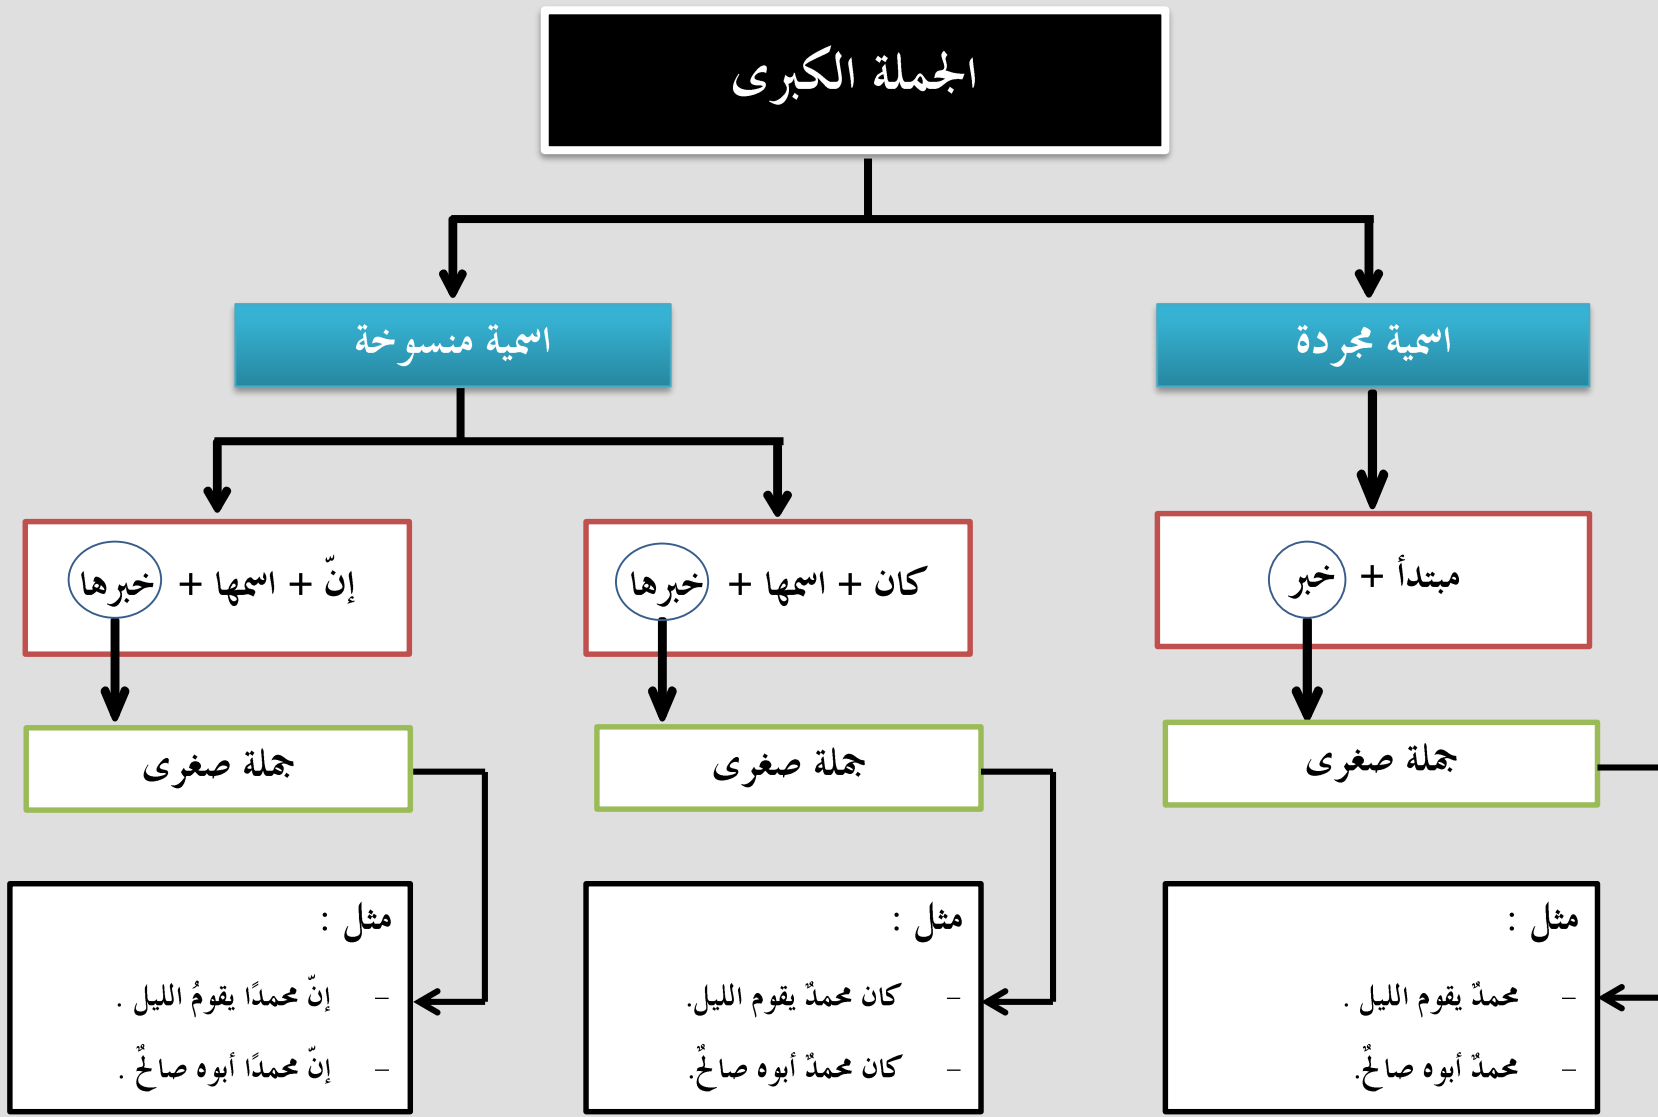 الجملة الكبرى
اسمية مجردة
اسمية منسوخة
مبتدأ + خبر
كان + اسمها + خبرها
إنّ + اسمها + خبرها
جملة صغرى
جملة صغرى
جملة صغرى
مثل :
- محمدٌ يقوم الليل .
- محمدٌ أبوه صالحٌ.
مثل :
- كان محمدٌ يقوم الليل.
- كان محمدٌ أبوه صالحٌ.
مثل :
- إنّ محمدًا يقومُ الليل .
- إنّ محمدًا أبوه صالحٌ .